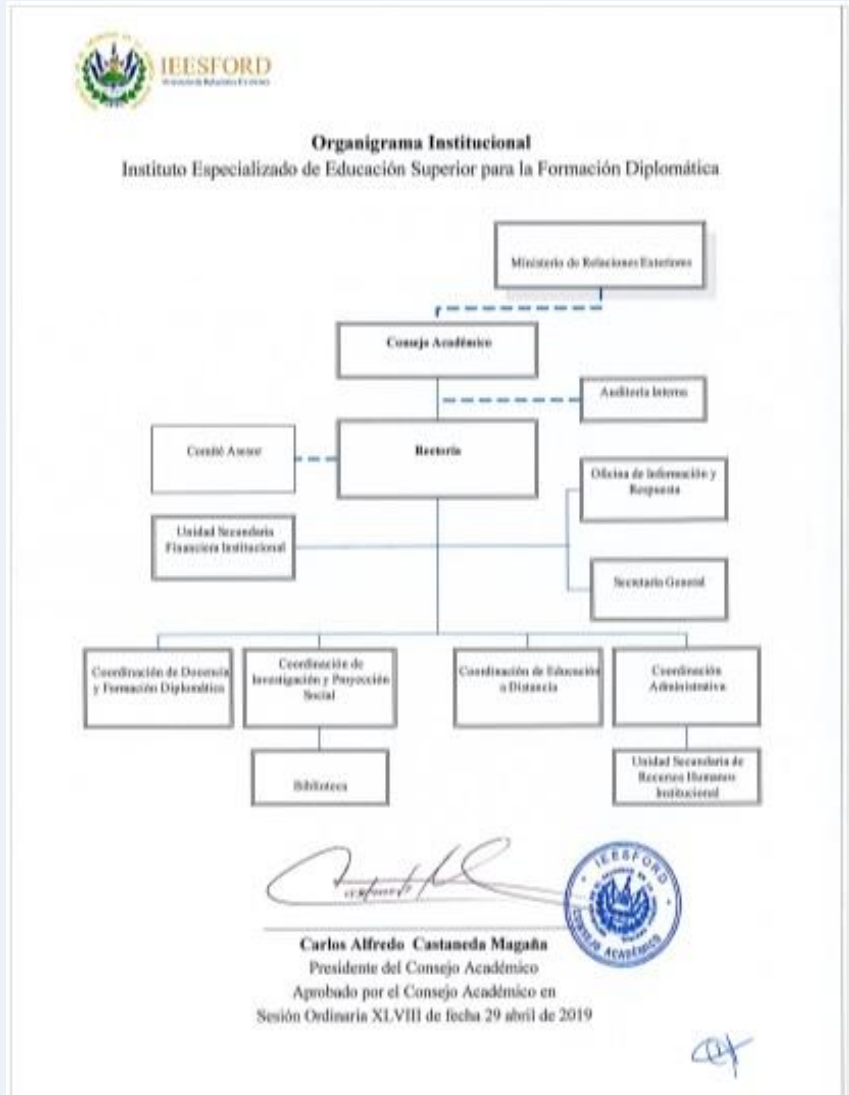 IEESFORD
Organigrama Institucional
Instituto Especializado de Educación Superior para la Formación Diplomática
Ministerio de Relaciones Exteriores
Consejo Académico
Auditoría Interna
Comité Asesor
Rectoría
Oficina de Información y
Respuesta
Unidad Secundaria
Financiera Institucional
Secretario General
Coordinación de Docencia
y Formación Diplomática
Coordinación de
Investigación y Proyección
Social
Coordinación de Educación
a Distancia
Coordinación
Administrativa
Biblioteca
Unidad Secundaria de
Recursos Humanos
Institucional
IEESFORD
CONSEJO ACADÉMICO
Carlos Alfredo Castaneda Magaña
Presidente del Consejo Académico
Aprobado por el Consejo Académico en
Sesión Ordinaria XLVIII de fecha 29 abril de 2019